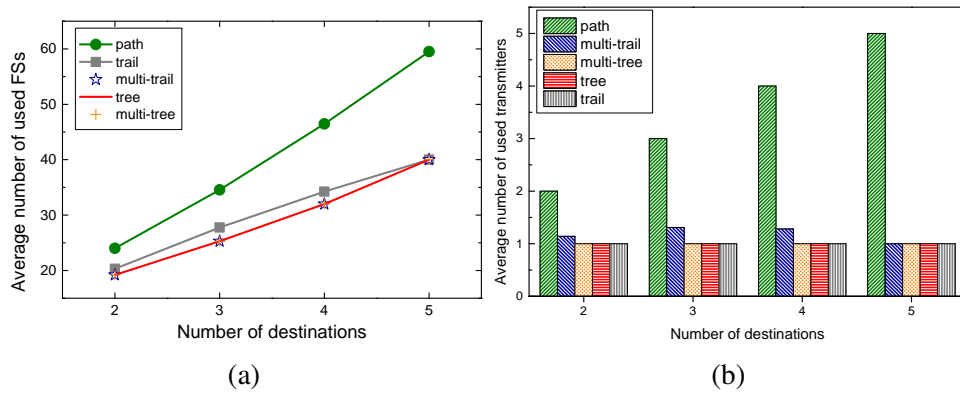 Average number of used FSs
60
50
40
30
20
path
trail
multi-trail
tree
multi-tree
2
3
4
5
Number of destinations
(a)
Average number of used transmitters
5
4
3
2
1
0
path
multi-trail
multi-tree
tree
trail
2
3
4
5
Number of destinations
(b)